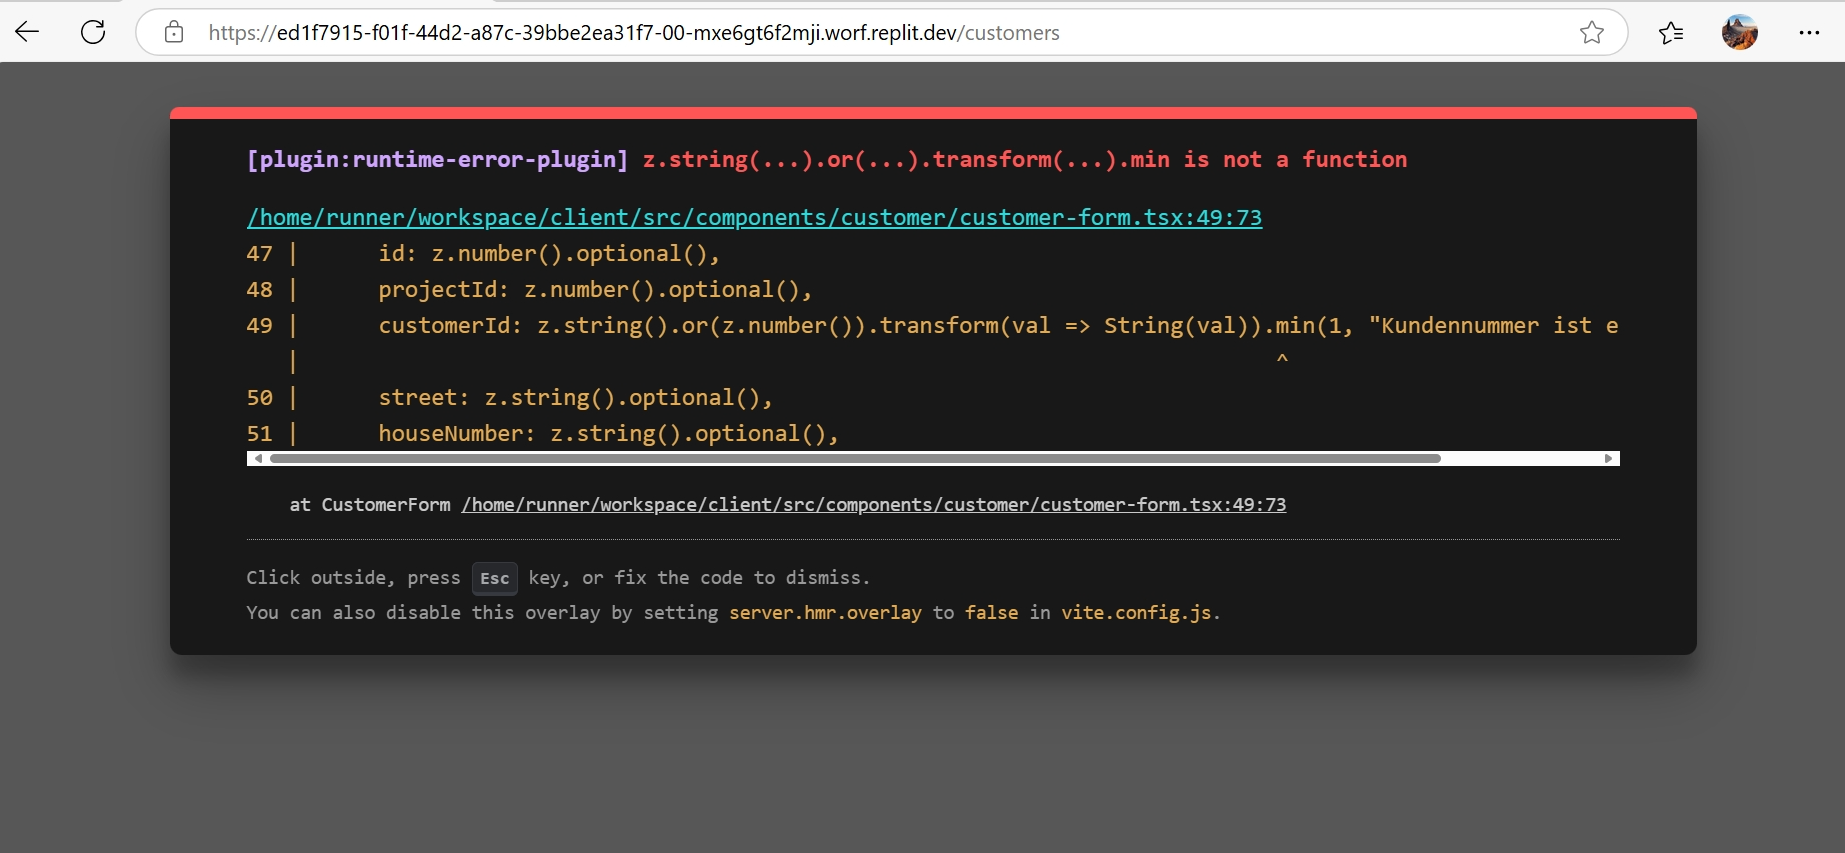 https://ed1f7915-f01f-44d2-a87c-39bbe2ea31f7-00-mxe6gt6f2mji.worf.replit.dev/customers
[plugin:runtime-error-plugin] z.string(...).or(...).transform(...).min is not a function
/home/runner/workspace/client/src/components/customer/customer-form.tsx:49:73
47 |      id: z.number().optional(),
48 |      projectId: z.number().optional(),
49 |      customerId: z.string().or(z.number()).transform(val => String(val)).min(1, "Kundennummer ist e
|                                                                           ^
50 |      street: z.string().optional(),
51 |      houseNumber: z.string().optional(),
at CustomerForm /home/runner/workspace/client/src/components/customer/customer-form.tsx:49:73
Click outside, press Esc key, or fix the code to dismiss.
You can also disable this overlay by setting server.hmr.overlay to false in vite.config.js.